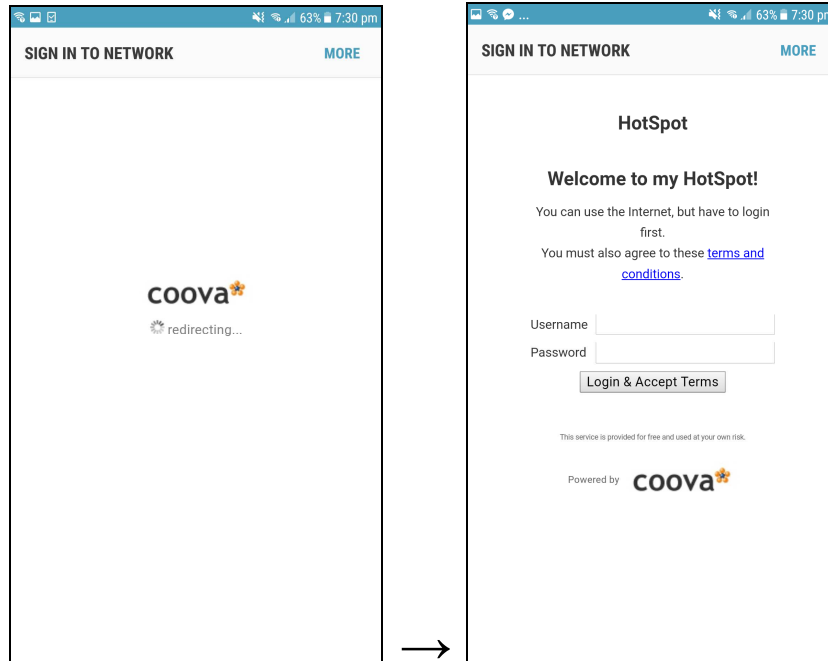 63% 7:30 pm
SIGN IN TO NETWORK MORE
coova
redirecting...
→
... 63% 7:30 pm
SIGN IN TO NETWORK MORE
HotSpot
Welcome to my HotSpot!
You can use the Internet, but have to login
first.
You must also agree to these terms and
conditions.
Username
Password
Login & Accept Terms
This service is provided for free and used at your own risk.
Powered by coova